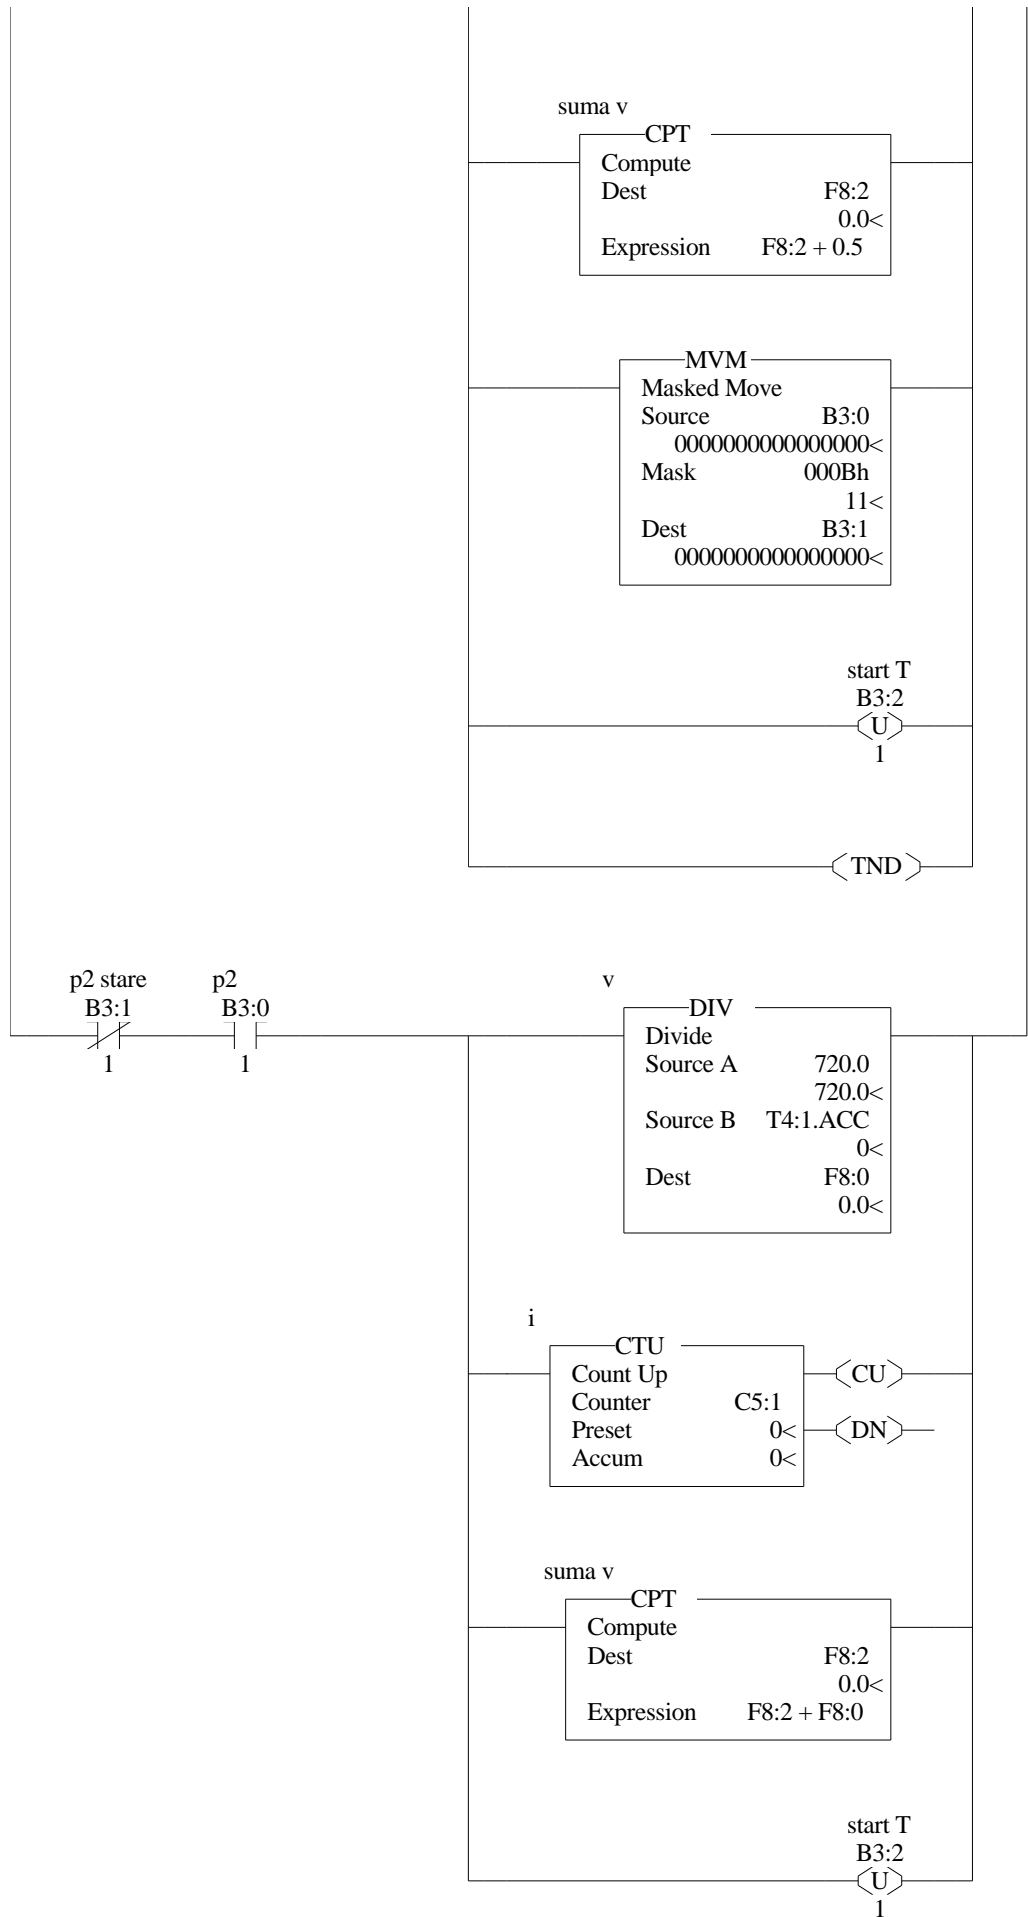 suma v
CPT
Compute
Dest F8:2
0.0<
Expression F8:2 + 0.5
MVM
Masked Move
Source B3:0
0000000000000000<
Mask 000Bh
11<
Dest B3:1
0000000000000000<
start T
B3:2
U
1
TND
p2 stare
B3:1
1
p2
B3:0
1
v
DIV
Divide
Source A 720.0
720.0<
Source B T4:1.ACC
0<
Dest F8:0
0.0<
i
CTU
Count Up CU
Counter C5:1
Preset 0< DN
Accum 0<
suma v
CPT
Compute
Dest F8:2
0.0<
Expression F8:2 + F8:0
start T
B3:2
U
1